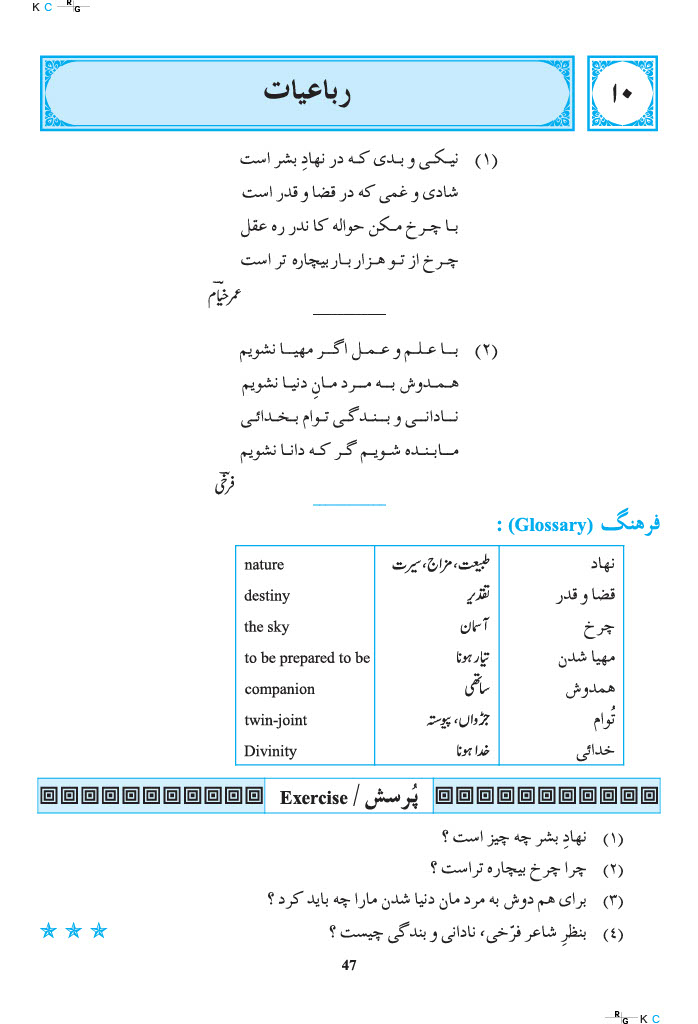 K C R G
رباعیات
۱۰
(۱) نیکی و بدی که در نهادِ بشر است
شادی و غمی که در قضا و قدر است
با چرخ مکن حواله کا ندر ره عقل
چرخ از تو هزار بار بیچاره تر است
عمر خیام
(۲) با علم و عمل اگر مهیا نشویم
همدوش به مرد مانِ دنیا نشویم
نادانی و بندگی توام بخدائی
مابنده شویم گر که دانا نشویم
فرخی
فرهنگ (Glossary) :
نهاد طبیعت، مزاج، سیرت nature
قضا و قدر تقدیر destiny
چرخ آسمان the sky
مهیا شدن تیار ہونا to be prepared to be
همدوش ساتھی companion
تُوام جڑواں، پیوستہ twin-joint
خدائی خدا ہونا Divinity
پُرسش / Exercise
(۱) نهادِ بشر چه چیز است ؟
(۲) چرا چرخ بیچاره تراست ؟
(۳) برای هم دوش به مرد مان دنیا شدن مارا چه باید کرد ؟
(٤) بنظرِ شاعر فرّخی، نادانی و بندگی چیست ؟
47
R G K C